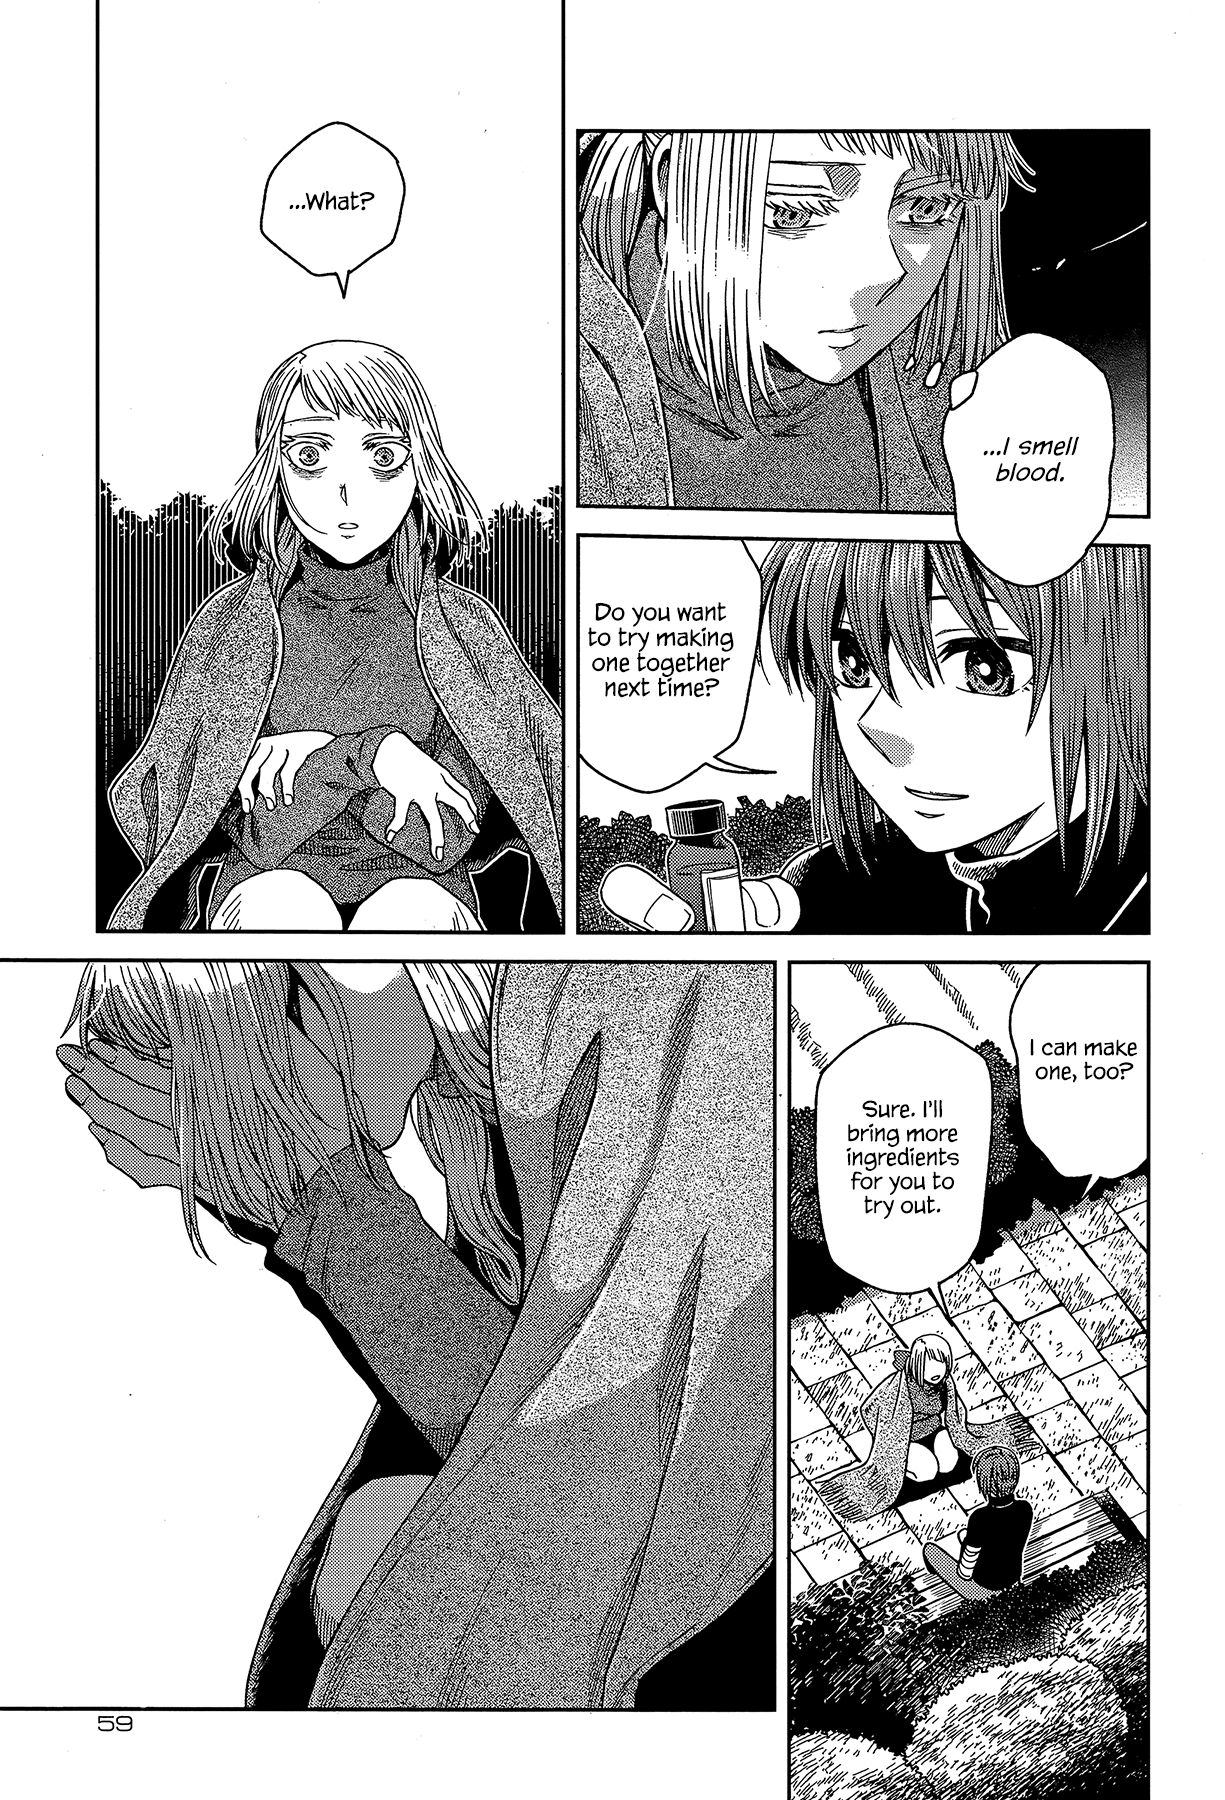 ...I smell
blood.
Do you want
to try making
one together
next time?
...What?
I can make
one, too?
Sure. I'll
bring more
ingredients
for you to
try out.
59